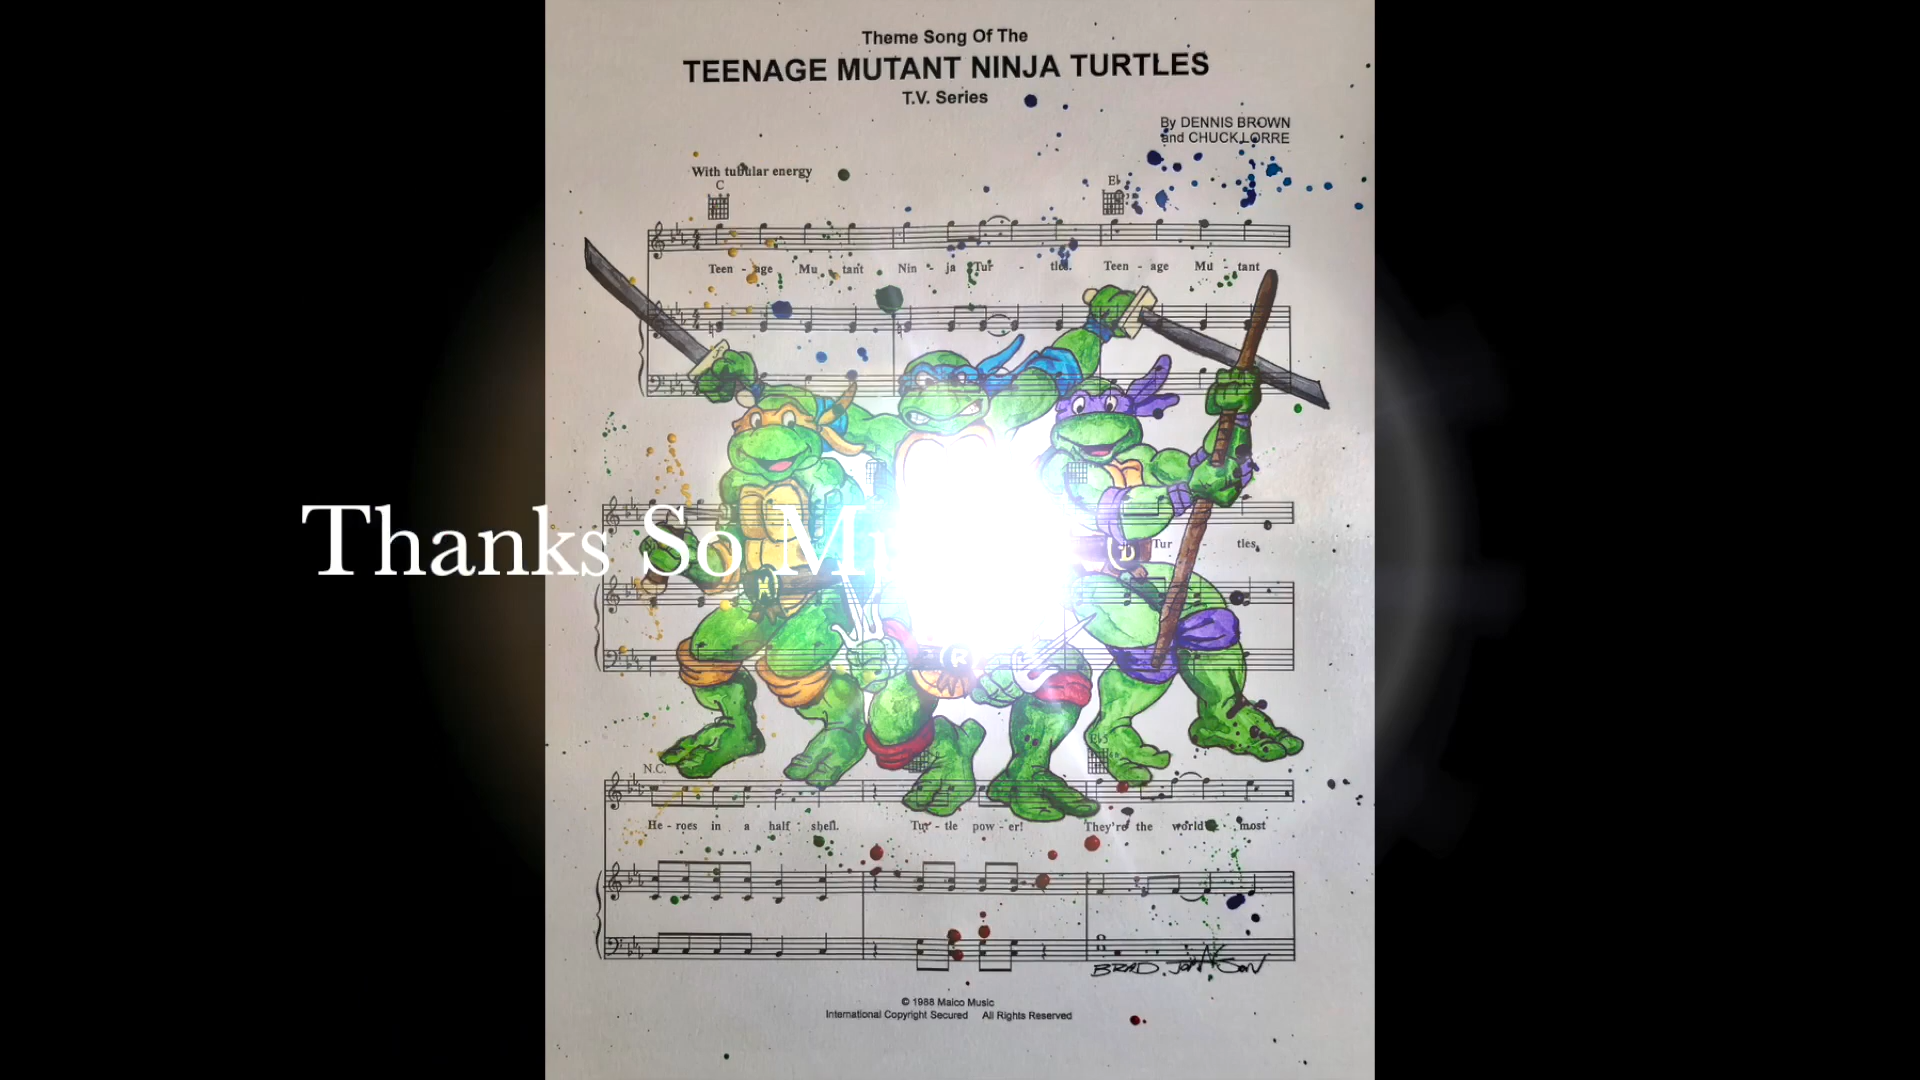 Theme Song Of The
TEENAGE MUTANT NINJA TURTLES
T.V. Series
By DENNIS BROWN
and CHUCK LORRE
With tubular energy
C
E♭
Teen - age Mu - tant Nin - ja Tur - tles. Teen - age Mu - tant
Thanks So
D
Tur - tles,
M
R
N.C.
He - roes in a half - shell. Tur - tle pow - er! They're the world's most
BRAD. JOHNSON
© 1988 Malco Music
International Copyright Secured All Rights Reserved